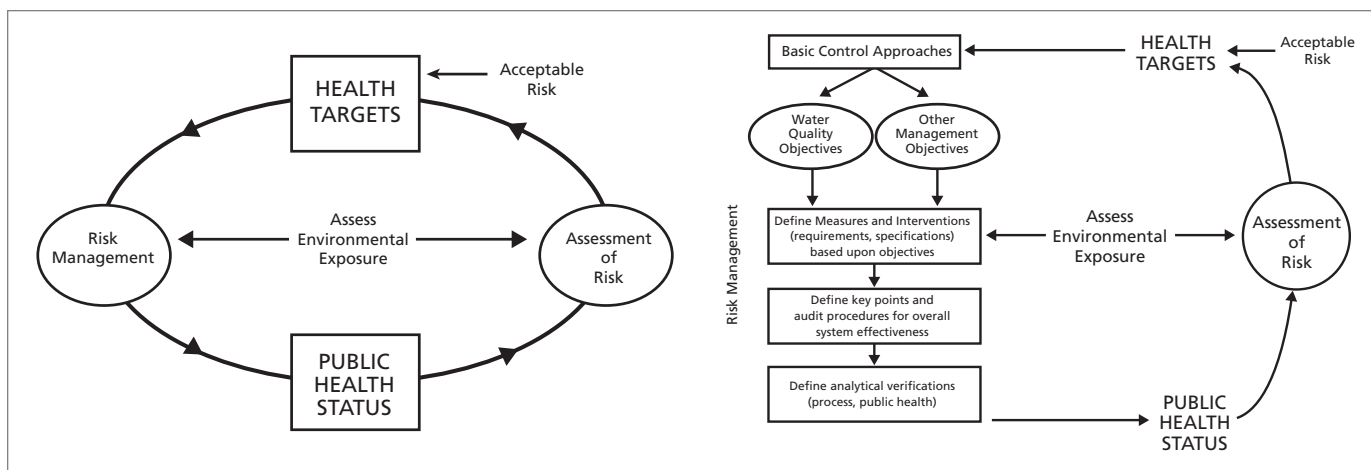 HEALTH
TARGETS
Acceptable
Risk
Risk
Management
Assess
Environmental
Exposure
Assessment
of
Risk
PUBLIC
HEALTH
STATUS
Basic Control Approaches
HEALTH
TARGETS
Acceptable
Risk
Water
Quality
Objectives
Other
Management
Objectives
Risk Management
Define Measures and Interventions
(requirements, specifications)
based upon objectives
Assess
Environmental
Exposure
Assessment
of
Risk
Define key points and
audit procedures for overall
system effectiveness
Define analytical verifications
(process, public health)
PUBLIC
HEALTH
STATUS